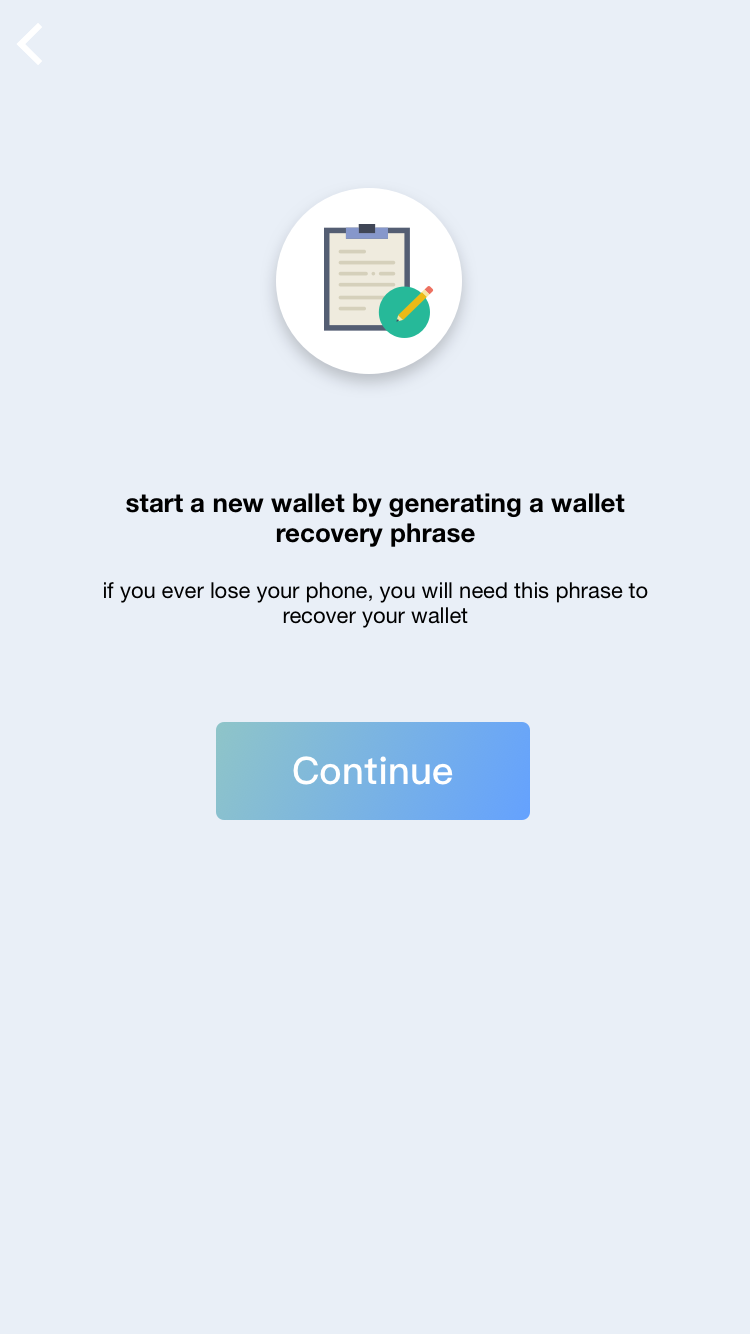 start a new wallet by generating a wallet
recovery phrase
if you ever lose your phone, you will need this phrase to
recover your wallet
Continue